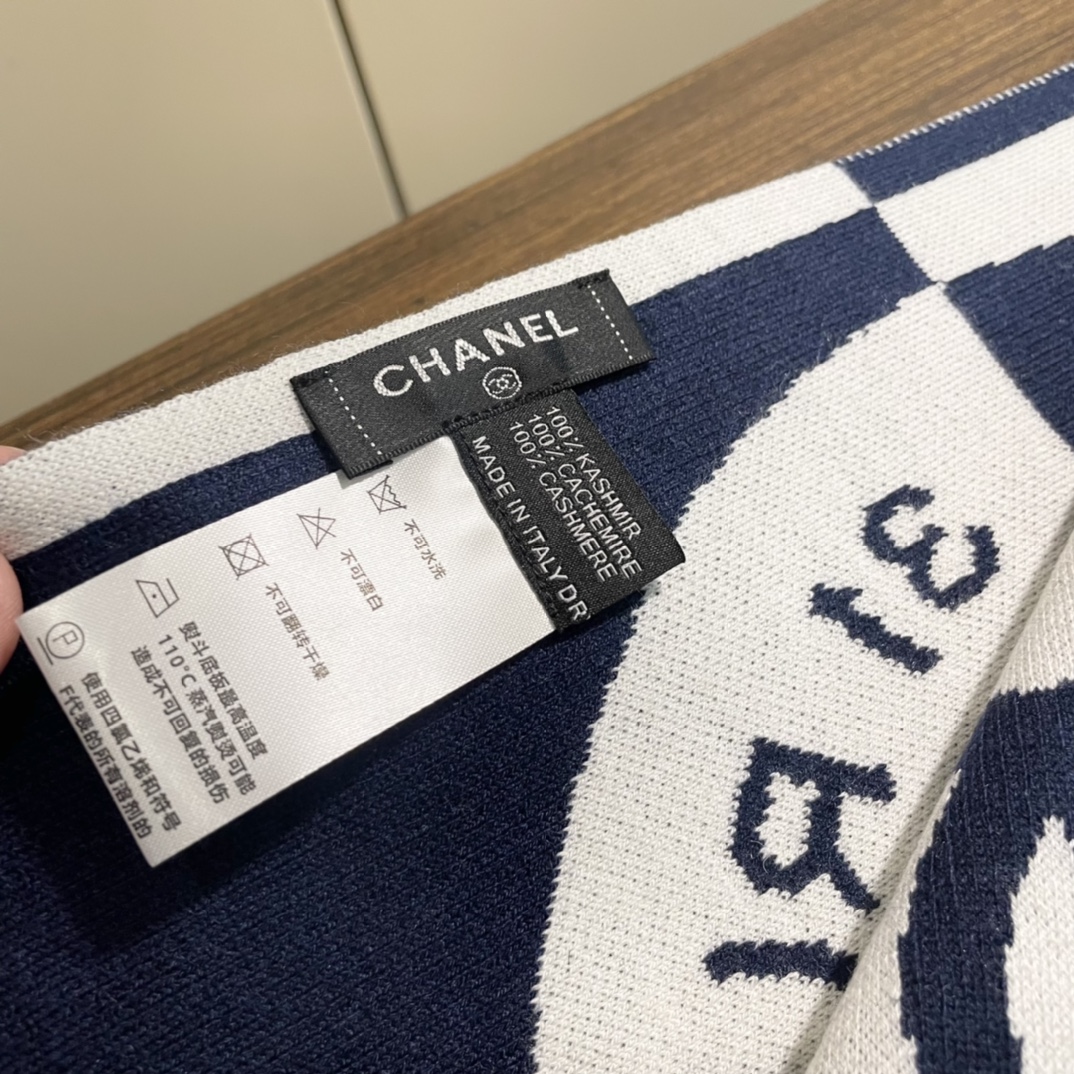 CHANEL
100% KASHMIR
100% CACHEMIRE
100% CASHMERE
MADE IN ITALY DR
不可水洗
不可漂白
不可翻转干燥
熨斗底板最高温度
110°C 蒸汽熨烫可能
造成不可回复的损伤
P
使用四氯乙烯和符号
F代表的所有溶剂的
31
R